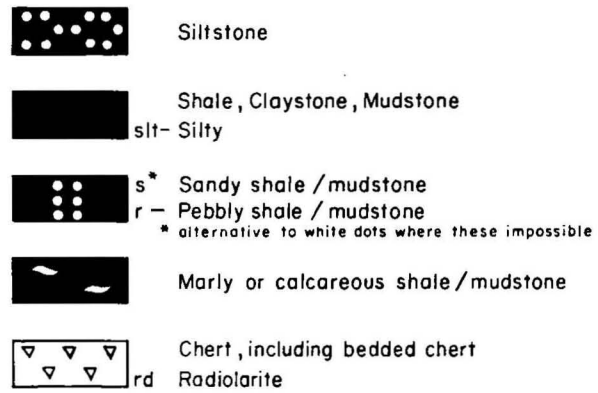 Siltstone
Shale, Claystone, Mudstone
slt- Silty
s* Sandy shale / mudstone
r - Pebbly shale / mudstone
* alternative to white dots where these impossible
Marly or calcareous shale / mudstone
Chert, including bedded chert
rd Radiolarite